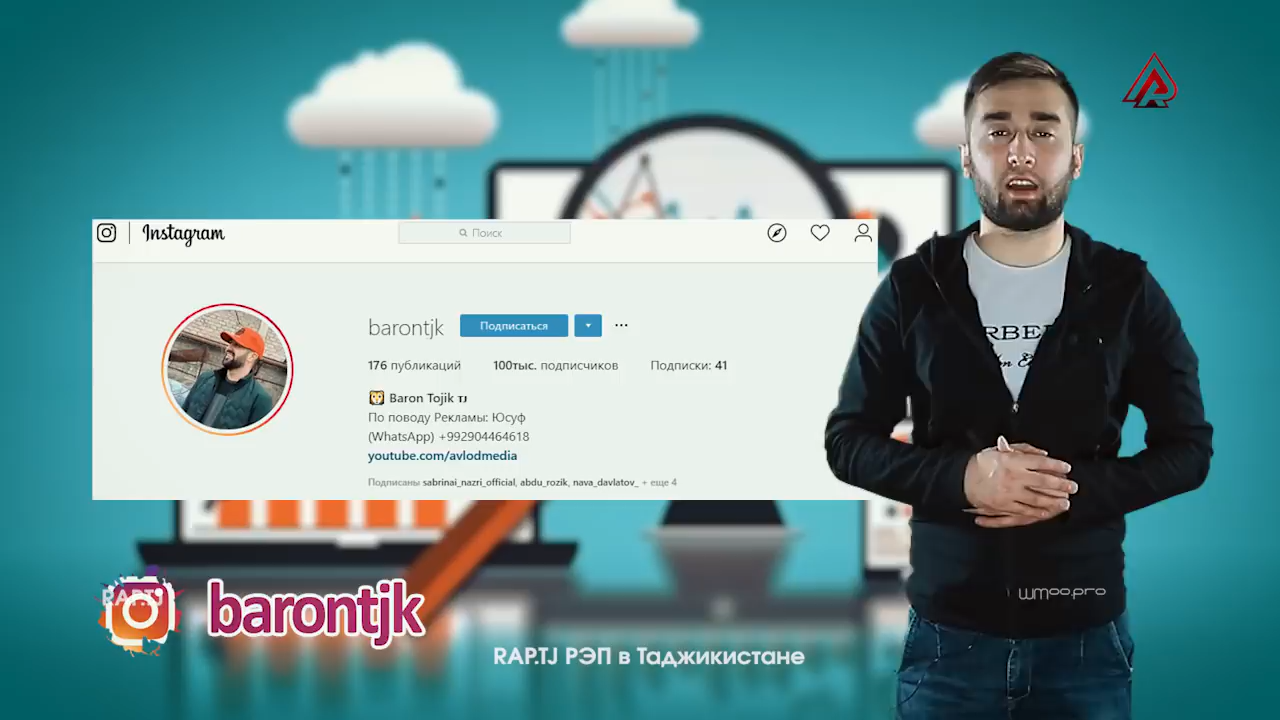 Instagram
Поиск
barontjk Подписаться ...
176 публикаций 100тыс. подписчиков Подписки: 41
Baron Tojik TJ
По поводу Рекламы: Юсуф
(WhatsApp) +992904464618
youtube.com/avlodmedia
Подписаны sabrinai_nazri_official, abdu_rozik, nava_davlatov_ + еще 4
RAP.TJ
barontjk
wmoo.pro
RAP.TJ РЭП в Таджикистане